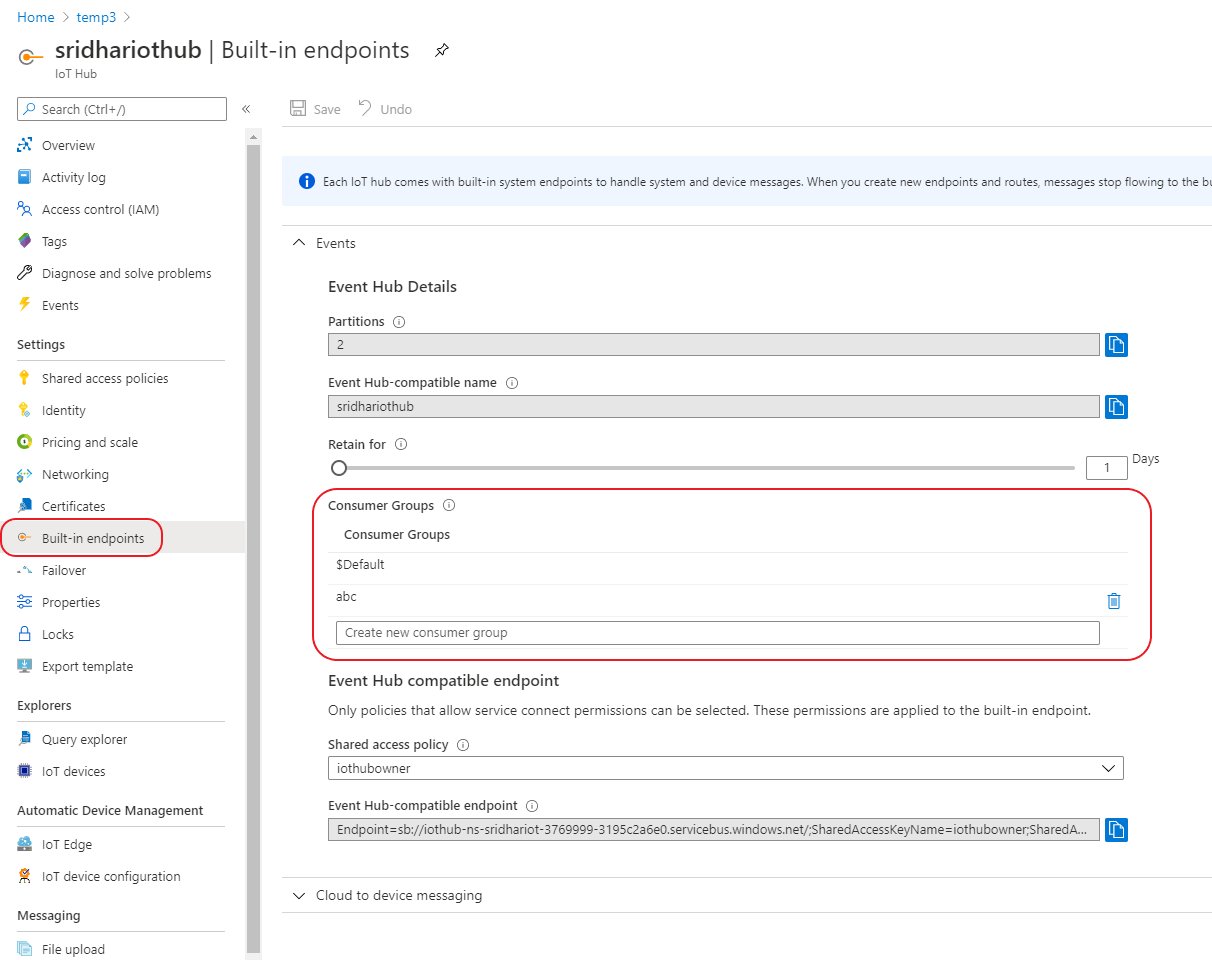 Home > temp3 >
sridhariothub | Built-in endpoints
IoT Hub
Search (Ctrl+/)
«
Overview
Activity log
Access control (IAM)
Tags
Diagnose and solve problems
Events
Settings
Shared access policies
Identity
Pricing and scale
Networking
Certificates
Built-in endpoints
Failover
Properties
Locks
Export template
Explorers
Query explorer
IoT devices
Automatic Device Management
IoT Edge
IoT device configuration
Messaging
File upload
Save Undo
Each IoT hub comes with built-in system endpoints to handle system and device messages. When you create new endpoints and routes, messages stop flowing to the
Events
Event Hub Details
Partitions
2
Event Hub-compatible name
sridhariothub
Retain for
1 Days
Consumer Groups
Consumer Groups
$Default
abc
Create new consumer group
Event Hub compatible endpoint
Only policies that allow service connect permissions can be selected. These permissions are applied to the built-in endpoint.
Shared access policy
iothubowner
Event Hub-compatible endpoint
Endpoint=sb://iothub-ns-sridhariot-3769999-3195c2a6e0.servicebus.windows.net/;SharedAccessKeyName=iothubowner;SharedA...
Cloud to device messaging